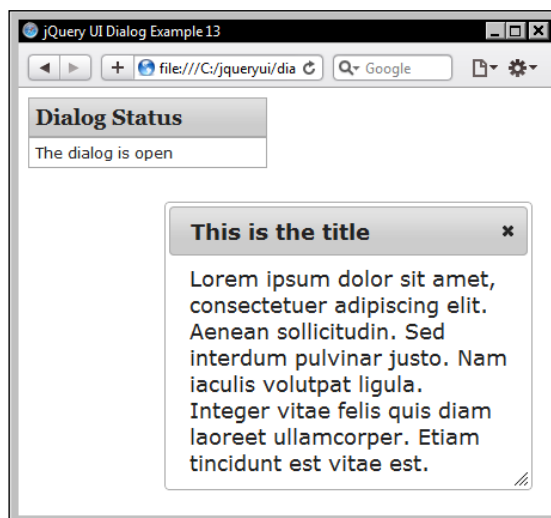 jQuery UI Dialog Example 13
file:///C:/jqueryui/dia
Google
Dialog Status
The dialog is open
This is the title
Lorem ipsum dolor sit amet,
consectetuer adipiscing elit.
Aenean sollicitudin. Sed
interdum pulvinar justo. Nam
iaculis volutpat ligula.
Integer vitae felis quis diam
laoreet ullamcorper. Etiam
tincidunt est vitae est.